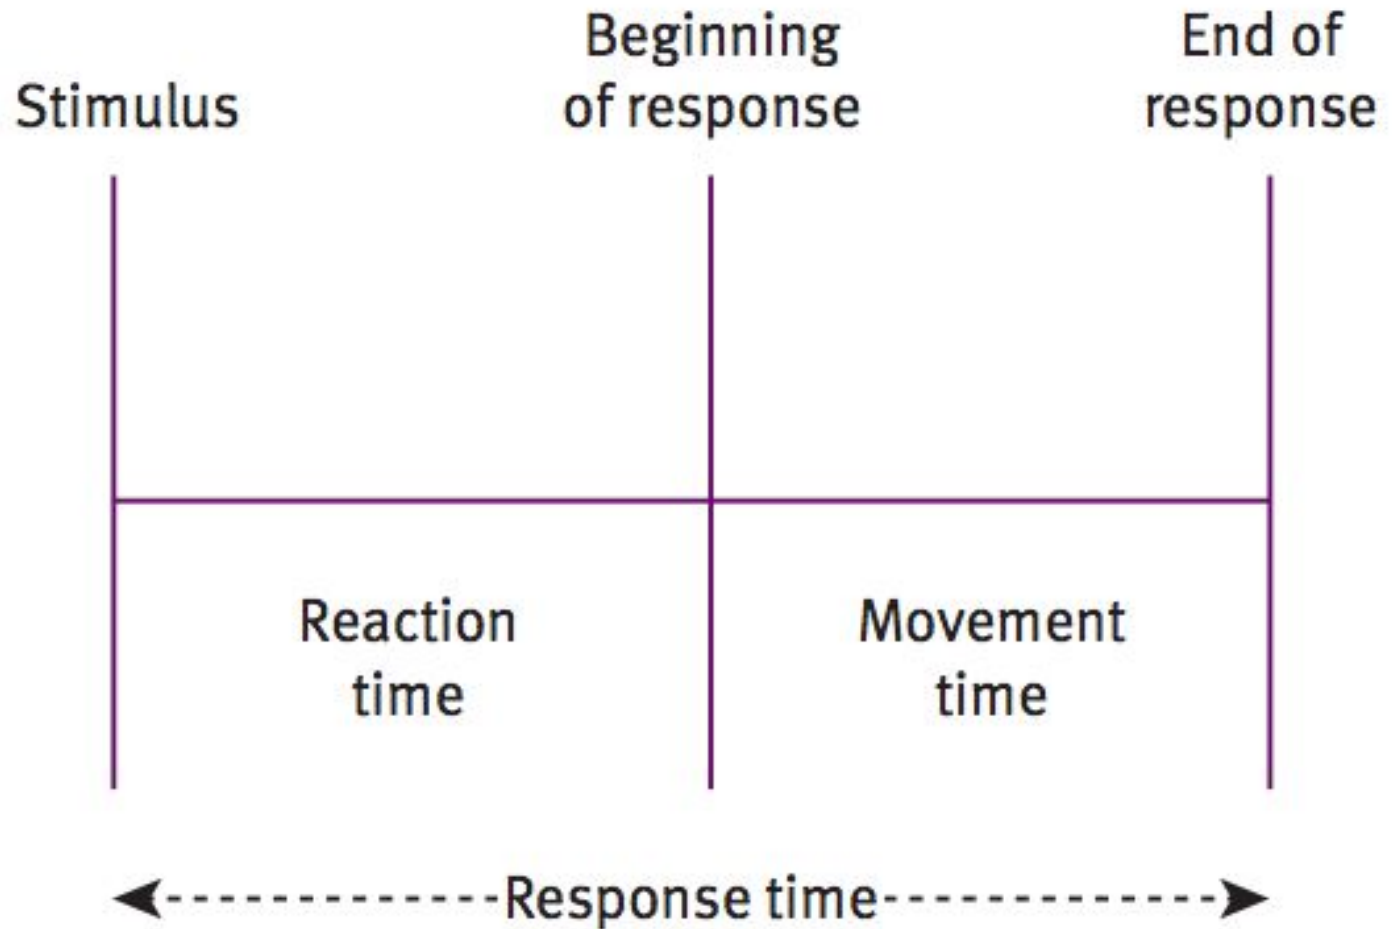 Stimulus
Beginning
of response
End of
response
Reaction
time
Movement
time
Response time